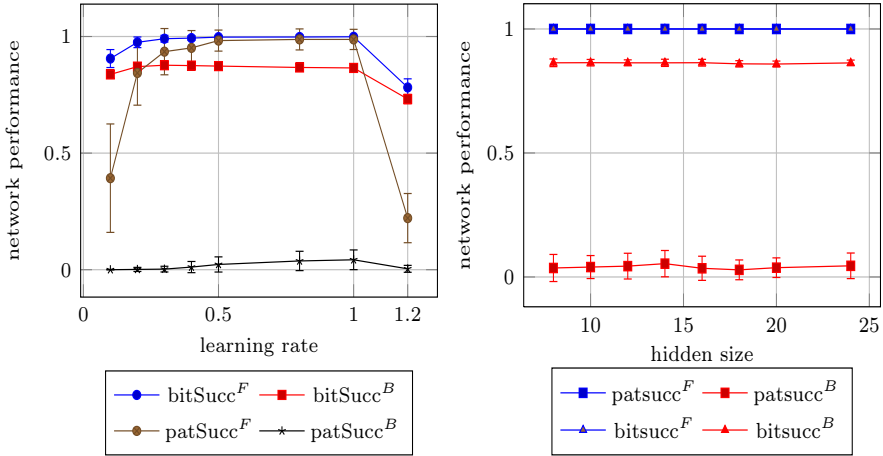 network performance
1
0.5
0
0
0.5
1
1.2
learning rate
bitSucc^F
bitSucc^B
patSucc^F
patSucc^B
network performance
1
0.5
0
10
15
20
25
hidden size
patsucc^F
patsucc^B
bitsucc^F
bitsucc^B